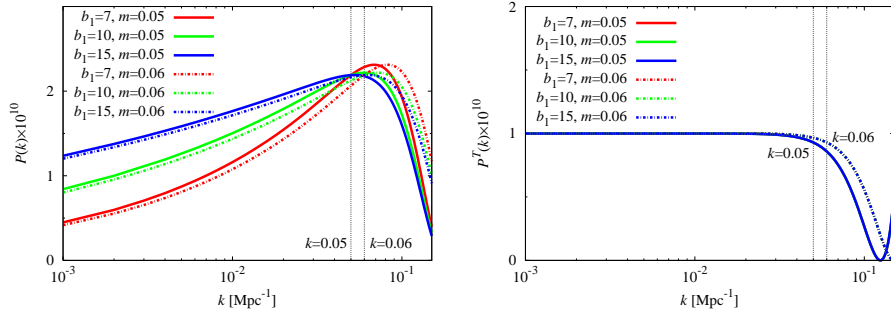 b₁=7, m=0.05
b₁=10, m=0.05
b₁=15, m=0.05
b₁=7, m=0.06
b₁=10, m=0.06
b₁=15, m=0.06
P(k)×10¹⁰
2
1
0
k=0.05
k=0.06
10⁻³
10⁻²
10⁻¹
k [Mpc⁻¹]
b₁=7, m=0.05
b₁=10, m=0.05
b₁=15, m=0.05
b₁=7, m=0.06
b₁=10, m=0.06
b₁=15, m=0.06
Pᵀ(k)×10¹⁰
2
1
0
k=0.06
k=0.05
10⁻³
10⁻²
10⁻¹
k [Mpc⁻¹]